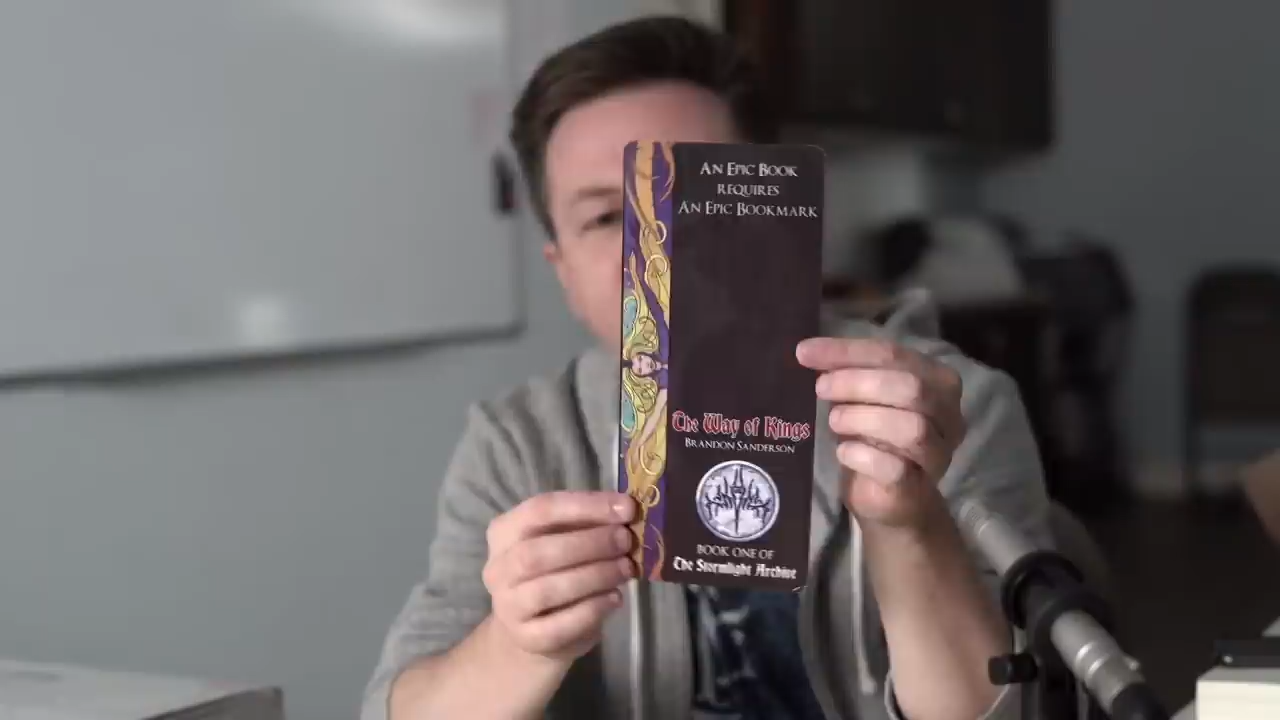 An Epic Book
requires
An Epic Bookmark
The Way of Kings
Brandon Sanderson
Book One of
The Stormlight Archive